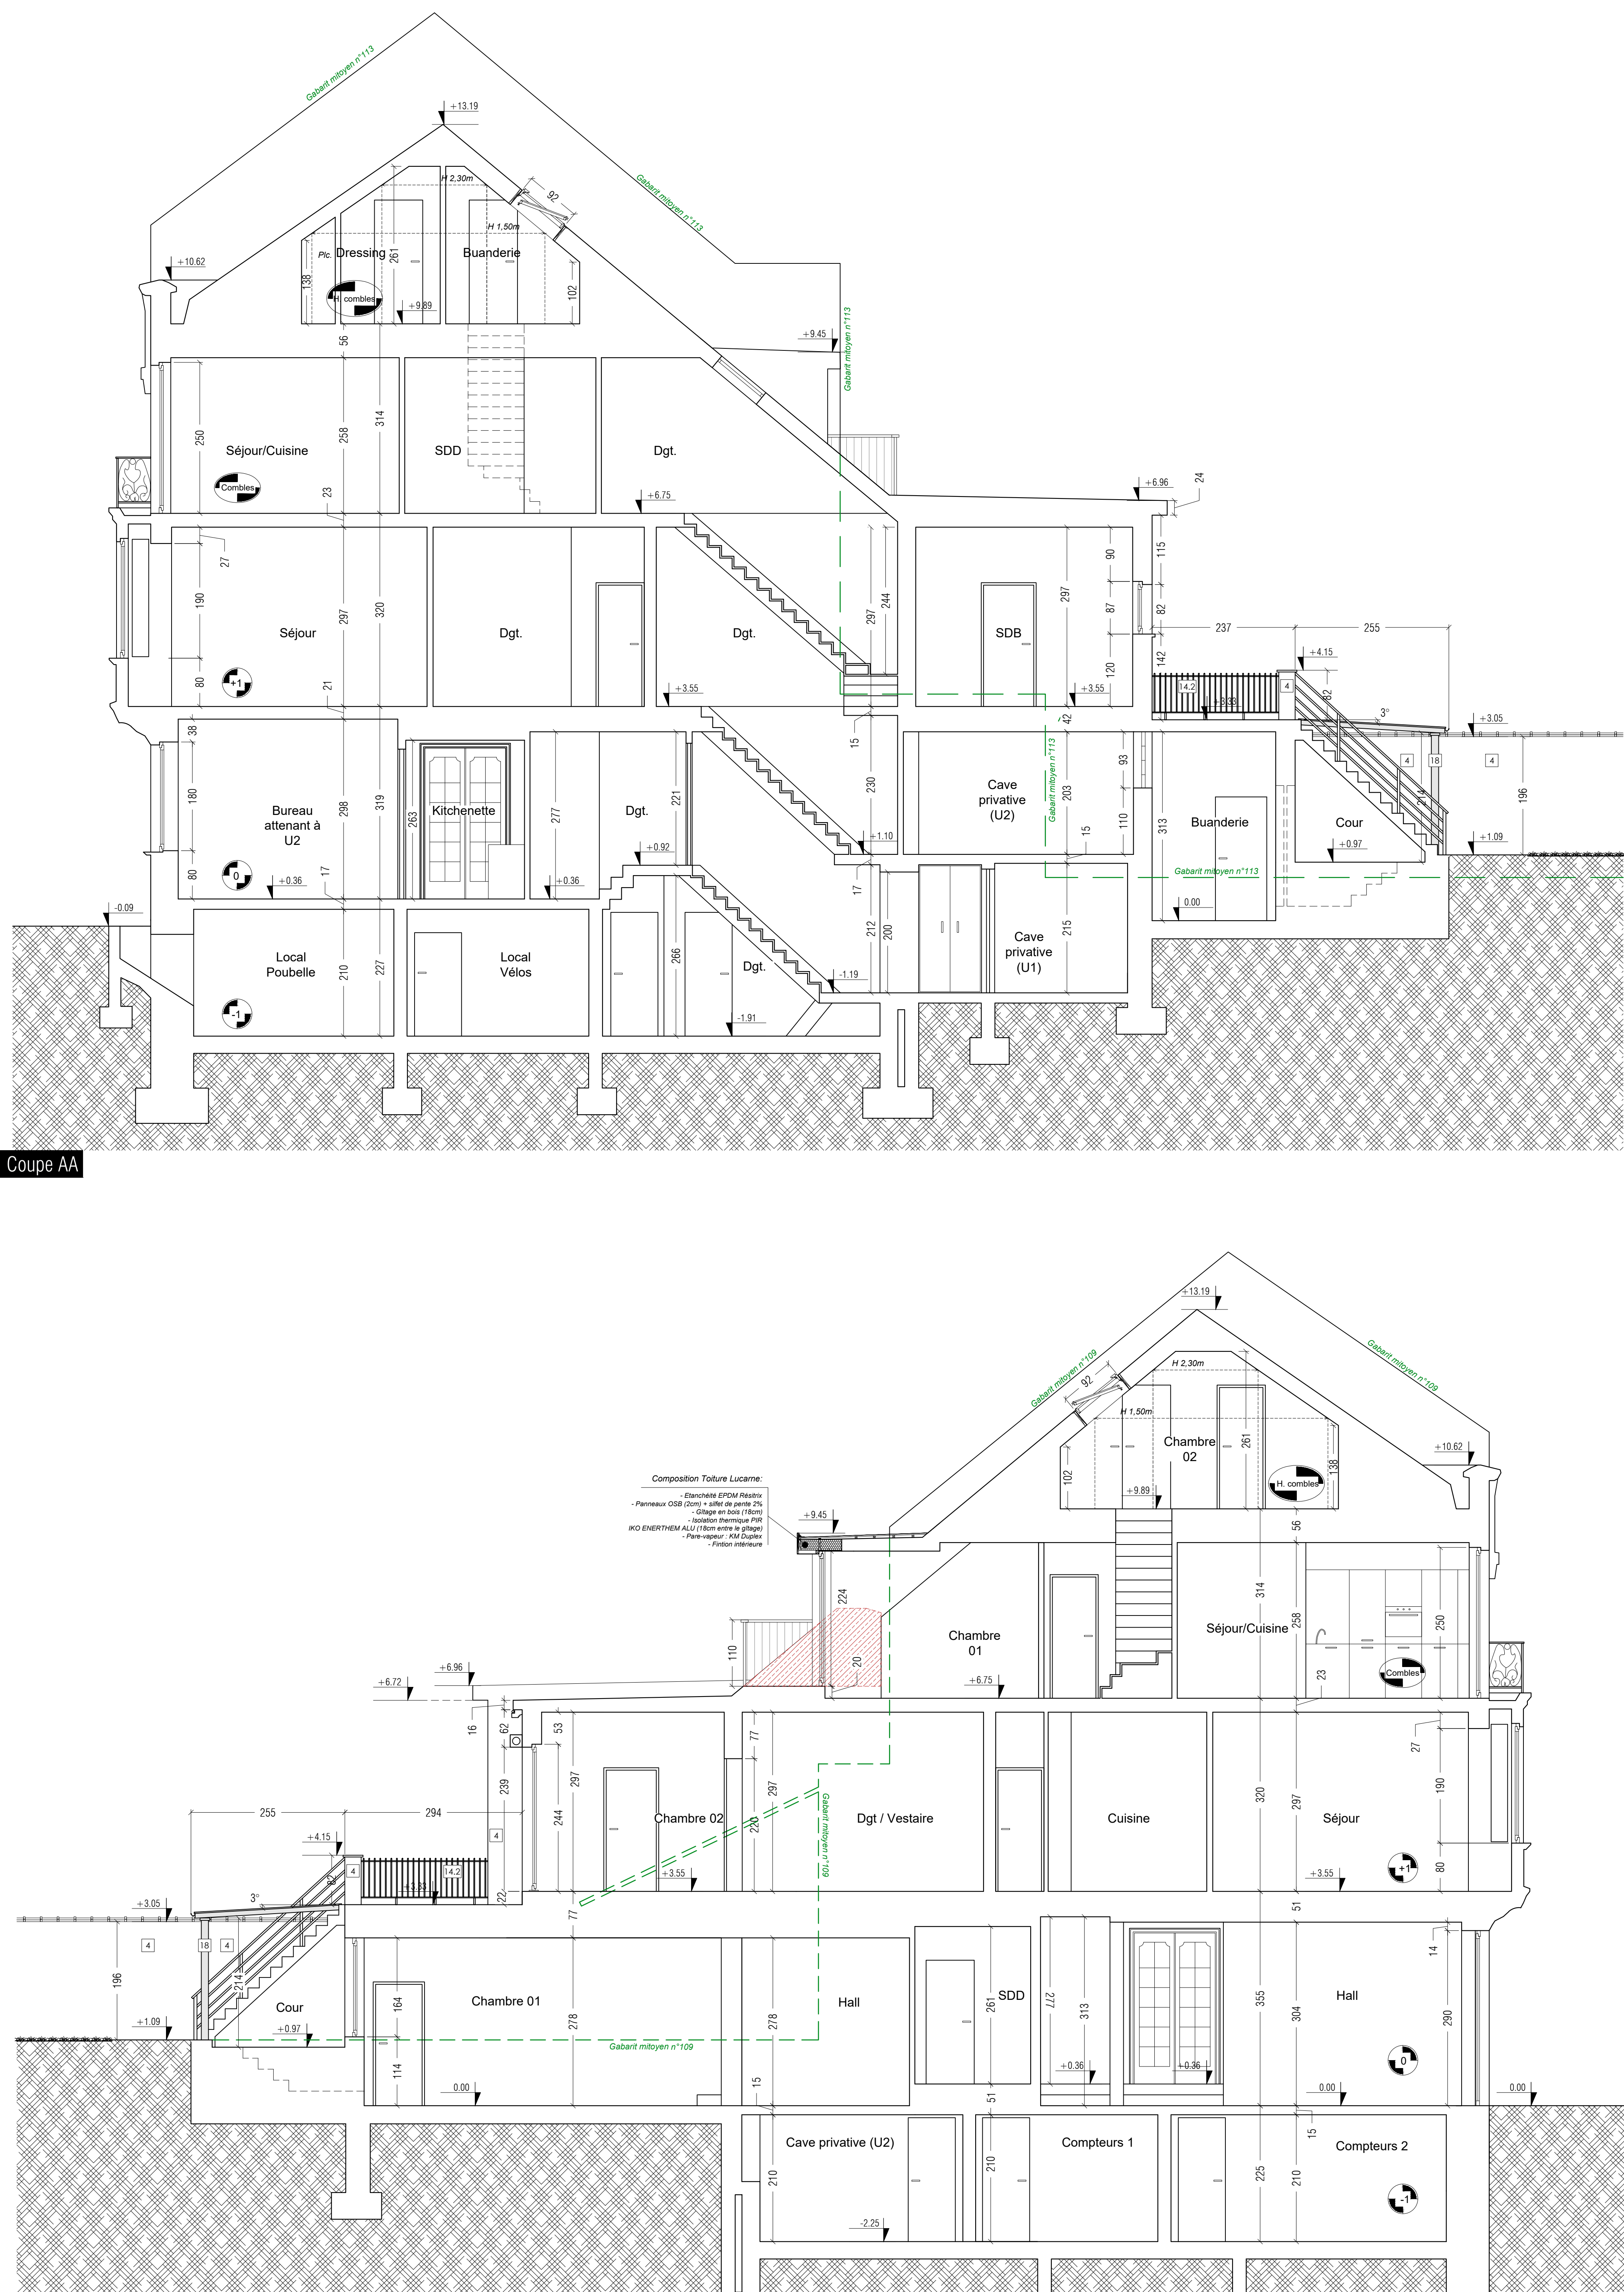 Gabarit mitoyen n°113
+13.19
Gabarit mitoyen n°113
H 2,30m
92
H 1,50m
Plc.
Dressing
261
Buanderie
+10.62
138
H. combles
+9.89
102
56
+9.45
Gabarit mitoyen n°113
250
258
314
Séjour/Cuisine
SDD
Dgt.
Combles
23
+6.75
+6.96
24
27
190
297
320
Séjour
Dgt.
Dgt.
297
244
SDB
297
90
87
120
115
82
142
237
255
+4.15
82
80
+1
21
+3.55
+3.55
14.2
4
+3.33
3°
+3.05
38
15
42
180
298
319
Bureau
attenant à
U2
263
Kitchenette
277
Dgt.
221
230
Cave
privative
(U2)
203
93
110
Gabarit mitoyen n°113
313
Buanderie
Cour
214
4
18
4
196
+1.10
15
+0.97
+1.09
80
0
17
+0.36
+0.36
+0.92
17
Gabarit mitoyen n°113
0.00
-0.09
Local
Poubelle
210
227
Local
Vélos
266
Dgt.
212
200
Cave
privative
(U1)
215
-1.19
-1
-1.91
Coupe AA
+13.19
Gabarit mitoyen n°109
Gabarit mitoyen n°109
H 2,30m
92
H 1,50m
Chambre
02
261
+10.62
102
138
H. combles
+9.89
Composition Toiture Lucarne:
- Etanchéité EPDM Résitrix
- Panneaux OSB (2cm) + silfet de pente 2%
- Gîtage en bois (18cm)
- Isolation thermique PIR
IKO ENERTHEM ALU (18cm entre le gîtage)
- Pare-vapeur : KM Duplex
- Fintion intérieure
+9.45
56
224
314
258
250
110
Chambre
01
Séjour/Cuisine
20
+6.75
Combles
23
+6.96
+6.72
16
62
53
77
27
239
244
297
297
220
320
297
190
Chambre 02
Dgt / Vestaire
Cuisine
Séjour
Gabarit mitoyen n°109
255
294
4
+4.15
82
4
14.2
+3.33
22
+3.55
+3.55
+1
80
3°
+3.05
77
51
14
4
18
4
196
214
Cour
164
Chambre 01
278
Hall
278
SDD
261
277
313
355
304
Hall
290
+1.09
+0.97
Gabarit mitoyen n°109
114
+0.36
+0.36
0
0.00
15
51
0.00
0.00
15
Cave privative (U2)
Compteurs 1
Compteurs 2
210
210
225
210
-1
-2.25